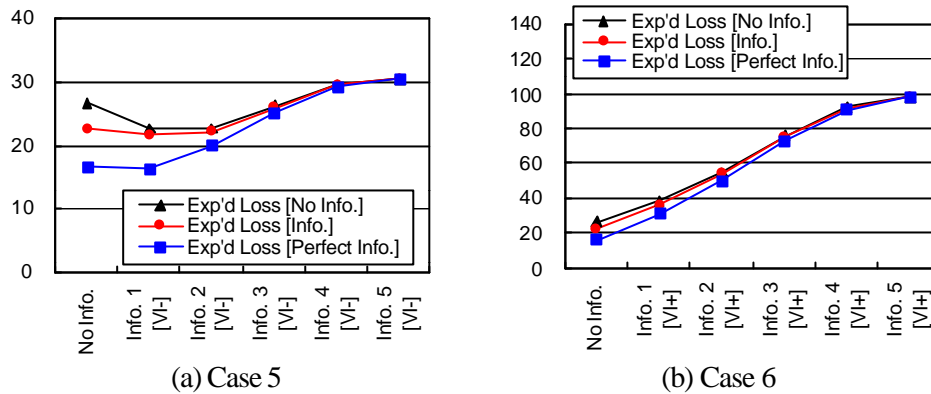 40
30
20
10
0
Exp'd Loss [No Info.]
Exp'd Loss [Info.]
Exp'd Loss [Perfect Info.]
No Info.
Info. 1
[VI-]
Info. 2
[VI-]
Info. 3
[VI-]
Info. 4
[VI-]
Info. 5
[VI-]
(a) Case 5
140
120
100
80
60
40
20
0
Exp'd Loss [No Info.]
Exp'd Loss [Info.]
Exp'd Loss [Perfect Info.]
No Info.
Info. 1
[VI+]
Info. 2
[VI+]
Info. 3
[VI+]
Info. 4
[VI+]
Info. 5
[VI+]
(b) Case 6